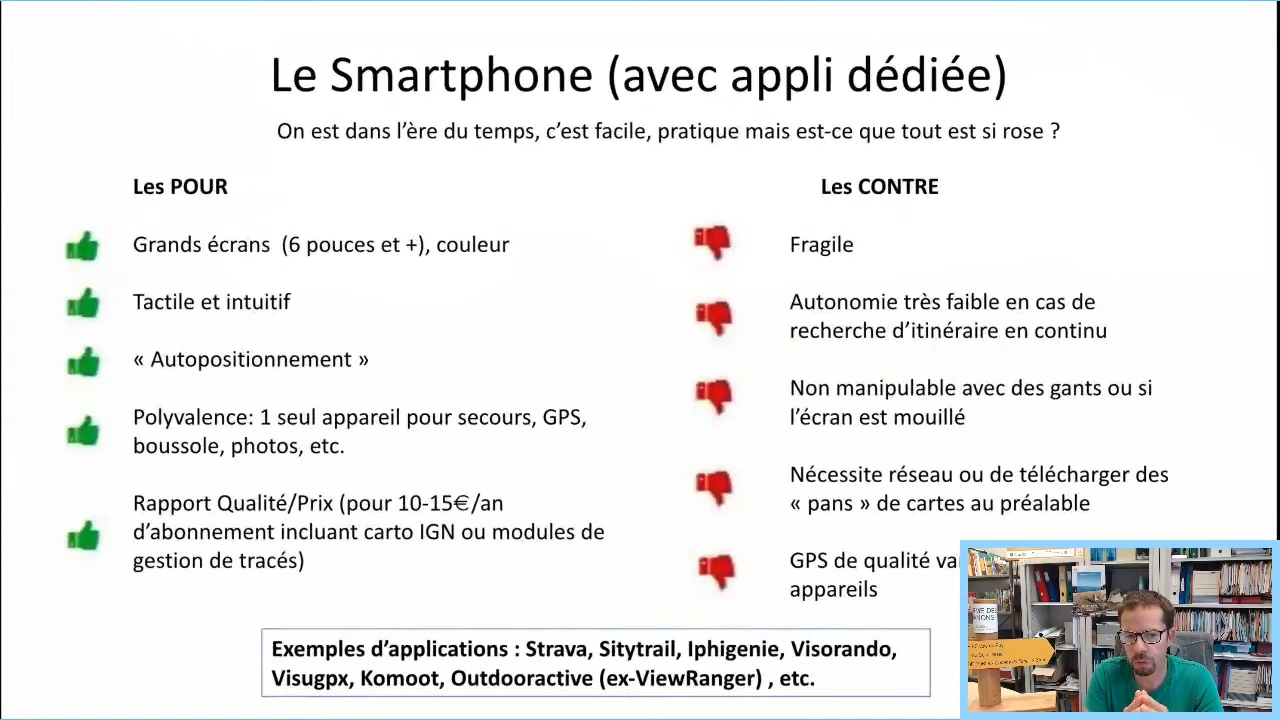 Le Smartphone (avec appli dédiée)
On est dans l’ère du temps, c’est facile, pratique mais est-ce que tout est si rose ?
Les POUR
Grands écrans (6 pouces et +), couleur
Tactile et intuitif
« Autopositionnement »
Polyvalence: 1 seul appareil pour secours, GPS,
boussole, photos, etc.
Rapport Qualité/Prix (pour 10-15€/an
d’abonnement incluant carto IGN ou modules de
gestion de tracés)
Les CONTRE
Fragile
Autonomie très faible en cas de
recherche d’itinéraire en continu
Non manipulable avec des gants ou si
l’écran est mouillé
Nécessite réseau ou de télécharger des
« pans » de cartes au préalable
GPS de qualité
appareils
Exemples d’applications : Strava, Sitytrail, Iphigenie, Visorando,
Visugpx, Komoot, Outdooractive (ex-ViewRanger) , etc.